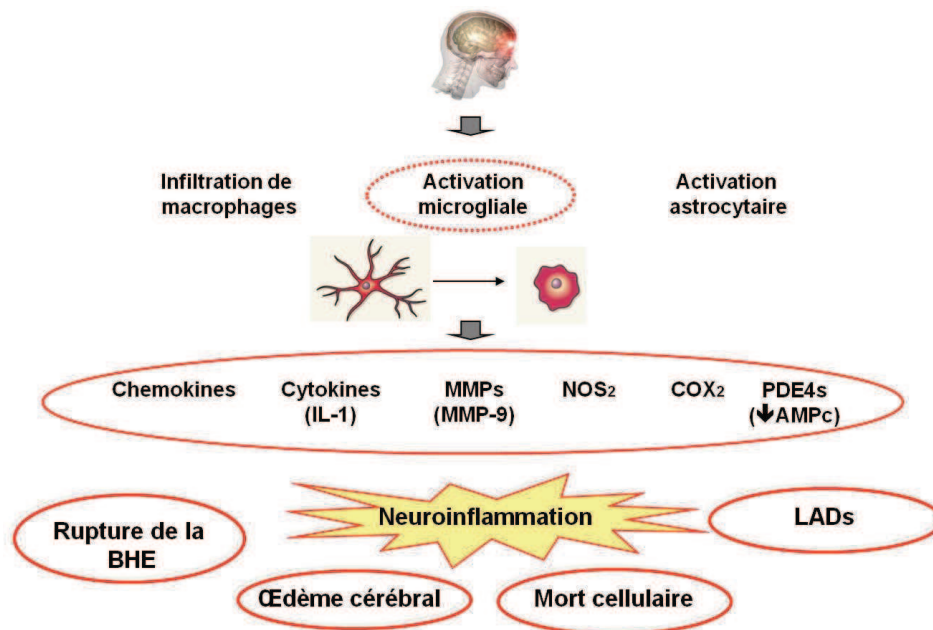 Infiltration de
macrophages
Activation
microgliale
Activation
astrocytaire
Chemokines
Cytokines
(IL-1)
MMPs
(MMP-9)
NOS2
COX2
PDE4s
(🡻AMPc)
Neuroinflammation
LADs
Rupture de la
BHE
Œdème cérébral
Mort cellulaire